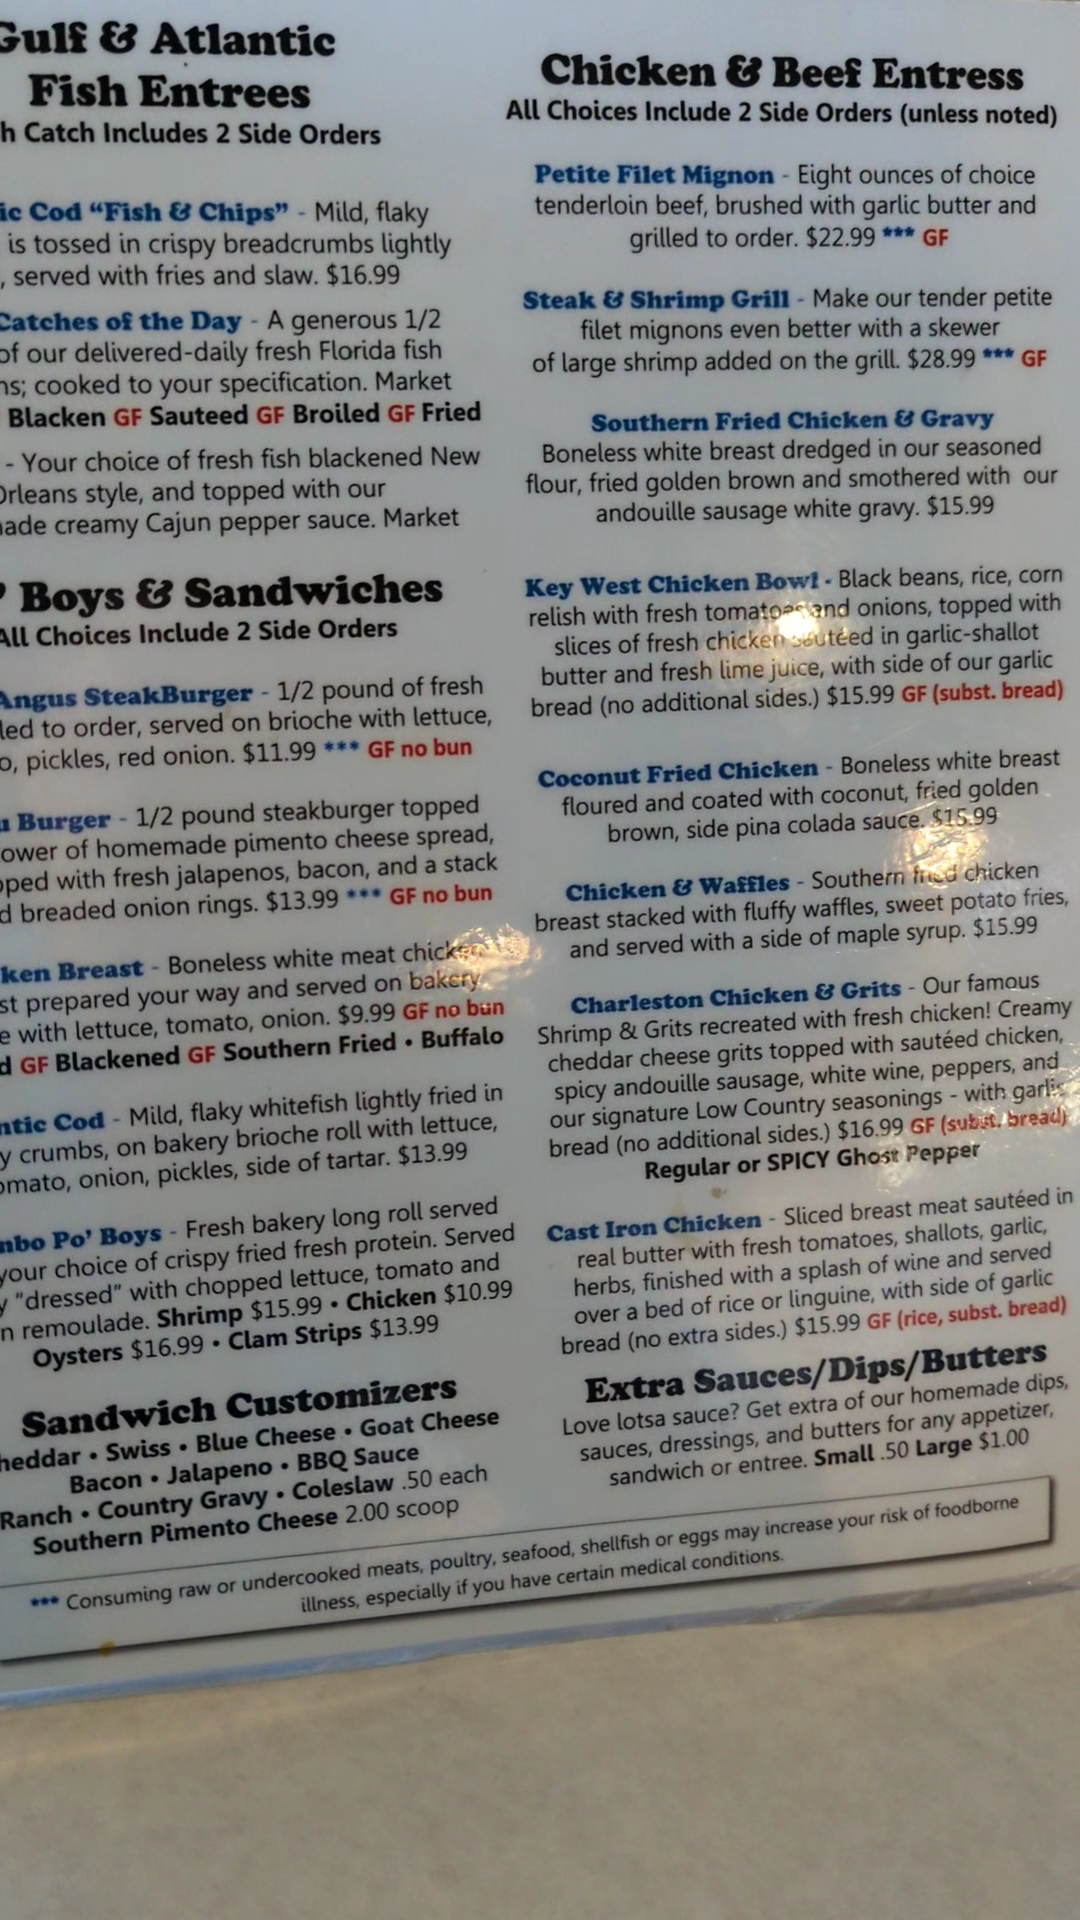 Gulf & Atlantic
Fish Entrees
Catch Includes 2 Side Orders
Cod “Fish & Chips” - Mild, flaky
is tossed in crispy breadcrumbs lightly
, served with fries and slaw. $16.99
Catches of the Day - A generous 1/2
of our delivered-daily fresh Florida fish
; cooked to your specification. Market
Blacken GF Sauteed GF Broiled GF Fried
- Your choice of fresh fish blackened New
Orleans style, and topped with our
creamy Cajun pepper sauce. Market
Boys & Sandwiches
All Choices Include 2 Side Orders
Angus SteakBurger - 1/2 pound of fresh
to order, served on brioche with lettuce,
, pickles, red onion. $11.99 *** GF no bun
Burger - 1/2 pound steakburger topped
of homemade pimento cheese spread,
with fresh jalapenos, bacon, and a stack
breaded onion rings. $13.99 *** GF no bun
Breast - Boneless white meat chicken
prepared your way and served on bakery
with lettuce, tomato, onion. $9.99 GF no bun
GF Blackened GF Southern Fried • Buffalo
Cod - Mild, flaky whitefish lightly fried in
crumbs, on bakery brioche roll with lettuce,
tomato, onion, pickles, side of tartar. $13.99
Po’ Boys - Fresh bakery long roll served
your choice of crispy fried fresh protein. Served
“dressed” with chopped lettuce, tomato and
remoulade. Shrimp $15.99 • Chicken $10.99
Oysters $16.99 • Clam Strips $13.99
Sandwich Customizers
Cheddar • Swiss • Blue Cheese • Goat Cheese
Bacon • Jalapeno • BBQ Sauce
Ranch • Country Gravy • Coleslaw .50 each
Southern Pimento Cheese 2.00 scoop
Chicken & Beef Entress
All Choices Include 2 Side Orders (unless noted)
Petite Filet Mignon - Eight ounces of choice
tenderloin beef, brushed with garlic butter and
grilled to order. $22.99 *** GF
Steak & Shrimp Grill - Make our tender petite
filet mignons even better with a skewer
of large shrimp added on the grill. $28.99 *** GF
Southern Fried Chicken & Gravy
Boneless white breast dredged in our seasoned
flour, fried golden brown and smothered with our
andouille sausage white gravy. $15.99
Key West Chicken Bowl - Black beans, rice, corn
relish with fresh tomatoes and onions, topped with
slices of fresh chicken sautéed in garlic-shallot
butter and fresh lime juice, with side of our garlic
bread (no additional sides.) $15.99 GF (subst. bread)
Coconut Fried Chicken - Boneless white breast
floured and coated with coconut, fried golden
brown, side pina colada sauce. $15.99
Chicken & Waffles - Southern fried chicken
breast stacked with fluffy waffles, sweet potato fries,
and served with a side of maple syrup. $15.99
Charleston Chicken & Grits - Our famous
Shrimp & Grits recreated with fresh chicken! Creamy
cheddar cheese grits topped with sautéed chicken,
spicy andouille sausage, white wine, peppers, and
our signature Low Country seasonings - with garlic
bread (no additional sides.) $16.99 GF (subst. bread)
Regular or SPICY Ghost Pepper
Cast Iron Chicken - Sliced breast meat sautéed in
real butter with fresh tomatoes, shallots, garlic,
herbs, finished with a splash of wine and served
over a bed of rice or linguine, with side of garlic
bread (no extra sides.) $15.99 GF (rice, subst. bread)
Extra Sauces/Dips/Butters
Love lotsa sauce? Get extra of our homemade dips,
sauces, dressings, and butters for any appetizer,
sandwich or entree. Small .50 Large $1.00
*** Consuming raw or undercooked meats, poultry, seafood, shellfish or eggs may increase your risk of foodborne
illness, especially if you have certain medical conditions.